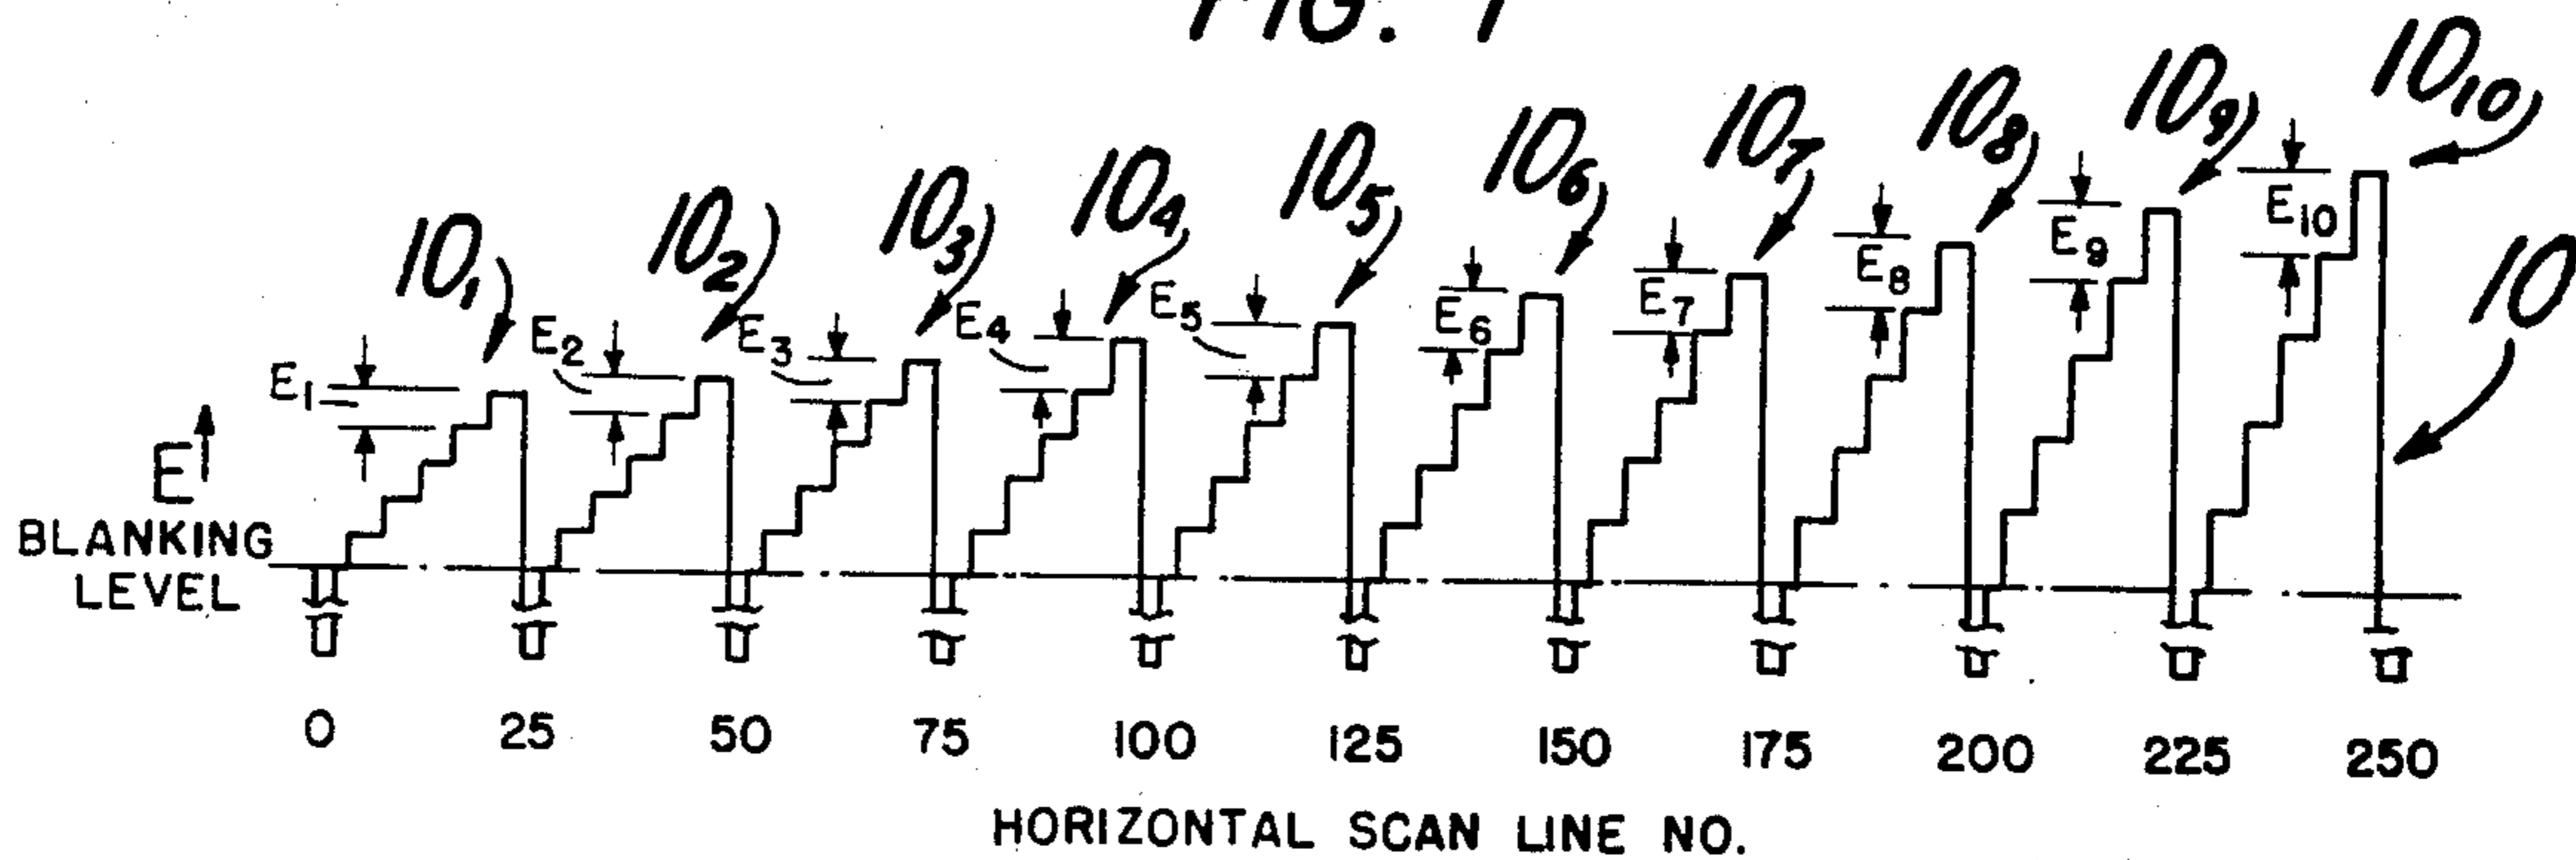 FIG. 1
10₁ 10₂ 10₃ 10₄ 10₅ 10₆ 10₇ 10₈ 10₉ 10₁₀
E₁ E₂ E₃ E₄ E₅ E₆ E₇ E₈ E₉ E₁₀
10
E
BLANKING
LEVEL
0 25 50 75 100 125 150 175 200 225 250
HORIZONTAL SCAN LINE NO.